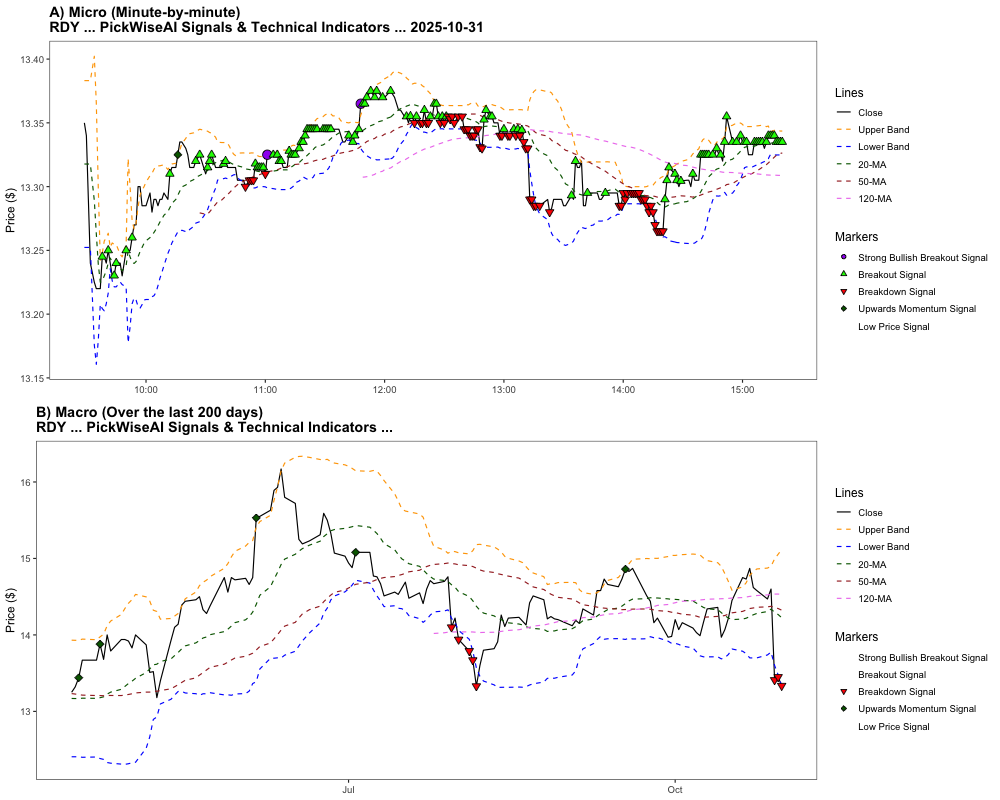 A) Micro (Minute-by-minute)
RDY ... PickWiseAI Signals & Technical Indicators ... 2025-10-31
13.40
13.35
13.30
13.25
13.20
13.15
Price ($)
10:00
11:00
12:00
13:00
14:00
15:00
Lines
Close
Upper Band
Lower Band
20-MA
50-MA
120-MA
Markers
Strong Bullish Breakout Signal
Breakout Signal
Breakdown Signal
Upwards Momentum Signal
Low Price Signal
B) Macro (Over the last 200 days)
RDY ... PickWiseAI Signals & Technical Indicators ...
16
15
14
13
Price ($)
Jul
Oct
Lines
Close
Upper Band
Lower Band
20-MA
50-MA
120-MA
Markers
Strong Bullish Breakout Signal
Breakout Signal
Breakdown Signal
Upwards Momentum Signal
Low Price Signal